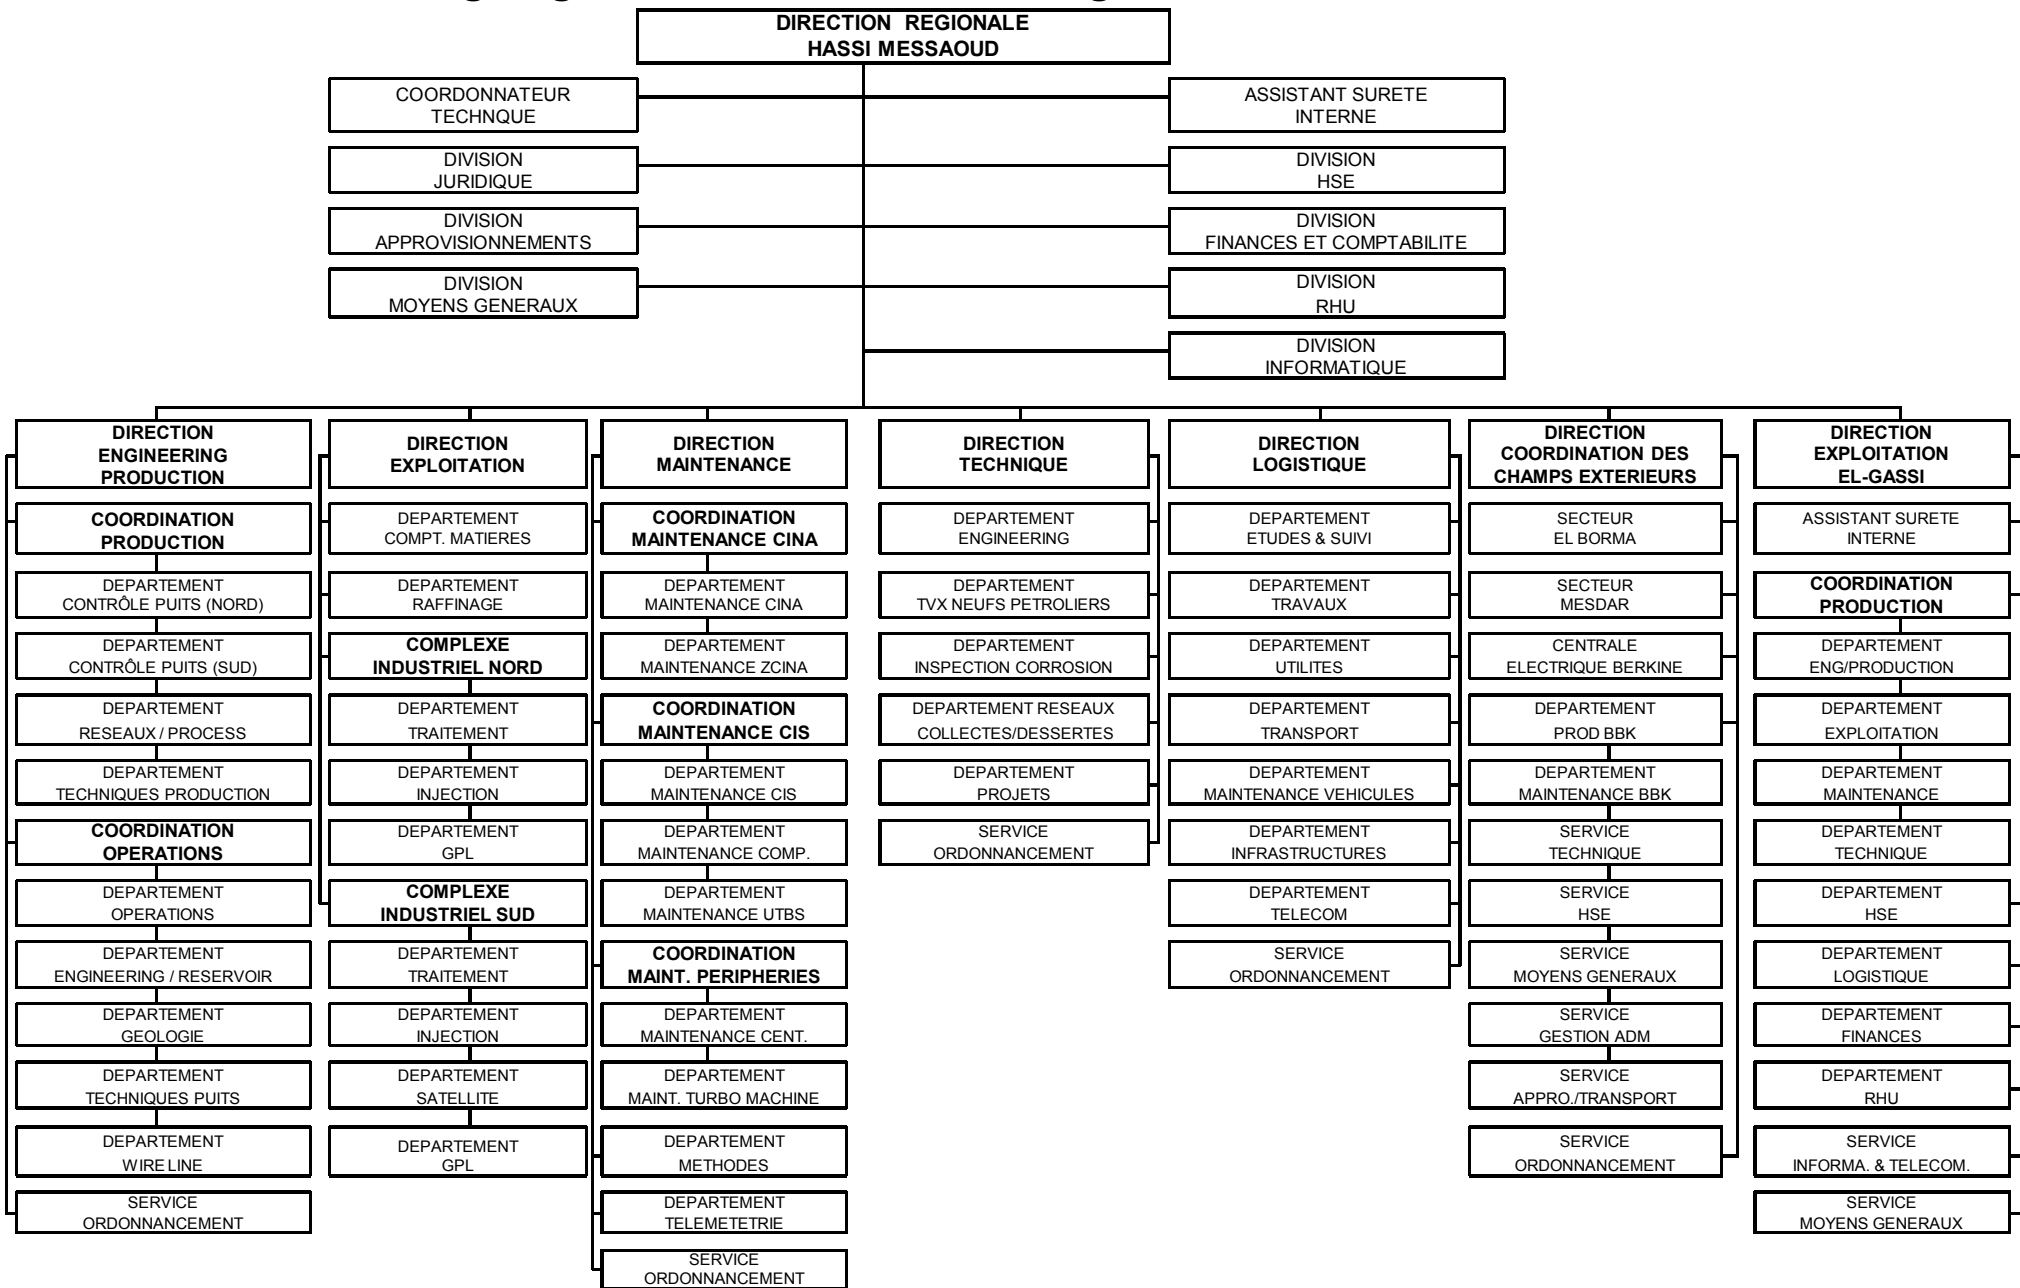 DIRECTION REGIONALE
HASSI MESSAOUD
COORDONNATEUR
TECHNQUE
ASSISTANT SURETE
INTERNE
DIVISION
JURIDIQUE
DIVISION
HSE
DIVISION
APPROVISIONNEMENTS
DIVISION
FINANCES ET COMPTABILITE
DIVISION
MOYENS GENERAUX
DIVISION
RHU
DIVISION
INFORMATIQUE
DIRECTION
ENGINEERING
PRODUCTION
COORDINATION
PRODUCTION
DEPARTEMENT
CONTRÔLE PUITS (NORD)
DEPARTEMENT
CONTRÔLE PUITS (SUD)
DEPARTEMENT
RESEAUX / PROCESS
DEPARTEMENT
TECHNIQUES PRODUCTION
COORDINATION
OPERATIONS
DEPARTEMENT
OPERATIONS
DEPARTEMENT
ENGINEERING / RESERVOIR
DEPARTEMENT
GEOLOGIE
DEPARTEMENT
TECHNIQUES PUITS
DEPARTEMENT
WIRE LINE
SERVICE
ORDONNANCEMENT
DIRECTION
EXPLOITATION
DEPARTEMENT
COMPT. MATIERES
DEPARTEMENT
RAFFINAGE
COMPLEXE
INDUSTRIEL NORD
DEPARTEMENT
TRAITEMENT
DEPARTEMENT
INJECTION
DEPARTEMENT
GPL
COMPLEXE
INDUSTRIEL SUD
DEPARTEMENT
TRAITEMENT
DEPARTEMENT
INJECTION
DEPARTEMENT
SATELLITE
DEPARTEMENT
GPL
DIRECTION
MAINTENANCE
COORDINATION
MAINTENANCE CINA
DEPARTEMENT
MAINTENANCE CINA
DEPARTEMENT
MAINTENANCE ZCINA
COORDINATION
MAINTENANCE CIS
DEPARTEMENT
MAINTENANCE CIS
DEPARTEMENT
MAINTENANCE COMP.
DEPARTEMENT
MAINTENANCE UTBS
COORDINATION
MAINT. PERIPHERIES
DEPARTEMENT
MAINTENANCE CENT.
DEPARTEMENT
MAINT. TURBO MACHINE
DEPARTEMENT
METHODES
DEPARTEMENT
TELEMETETRIE
SERVICE
ORDONNANCEMENT
DIRECTION
TECHNIQUE
DEPARTEMENT
ENGINEERING
DEPARTEMENT
TVX NEUFS PETROLIERS
DEPARTEMENT
INSPECTION CORROSION
DEPARTEMENT RESEAUX
COLLECTES/DESSERTES
DEPARTEMENT
PROJETS
SERVICE
ORDONNANCEMENT
DIRECTION
LOGISTIQUE
DEPARTEMENT
ETUDES & SUIVI
DEPARTEMENT
TRAVAUX
DEPARTEMENT
UTILITES
DEPARTEMENT
TRANSPORT
DEPARTEMENT
MAINTENANCE VEHICULES
DEPARTEMENT
INFRASTRUCTURES
DEPARTEMENT
TELECOM
SERVICE
ORDONNANCEMENT
DIRECTION
COORDINATION DES
CHAMPS EXTERIEURS
SECTEUR
EL BORMA
SECTEUR
MESDAR
CENTRALE
ELECTRIQUE BERKINE
DEPARTEMENT
PROD BBK
DEPARTEMENT
MAINTENANCE BBK
SERVICE
TECHNIQUE
SERVICE
HSE
SERVICE
MOYENS GENERAUX
SERVICE
GESTION ADM
SERVICE
APPRO./TRANSPORT
SERVICE
ORDONNANCEMENT
DIRECTION
EXPLOITATION
EL-GASSI
ASSISTANT SURETE
INTERNE
COORDINATION
PRODUCTION
DEPARTEMENT
ENG/PRODUCTION
DEPARTEMENT
EXPLOITATION
DEPARTEMENT
MAINTENANCE
DEPARTEMENT
TECHNIQUE
DEPARTEMENT
HSE
DEPARTEMENT
LOGISTIQUE
DEPARTEMENT
FINANCES
DEPARTEMENT
RHU
SERVICE
INFORMA. & TELECOM.
SERVICE
MOYENS GENERAUX